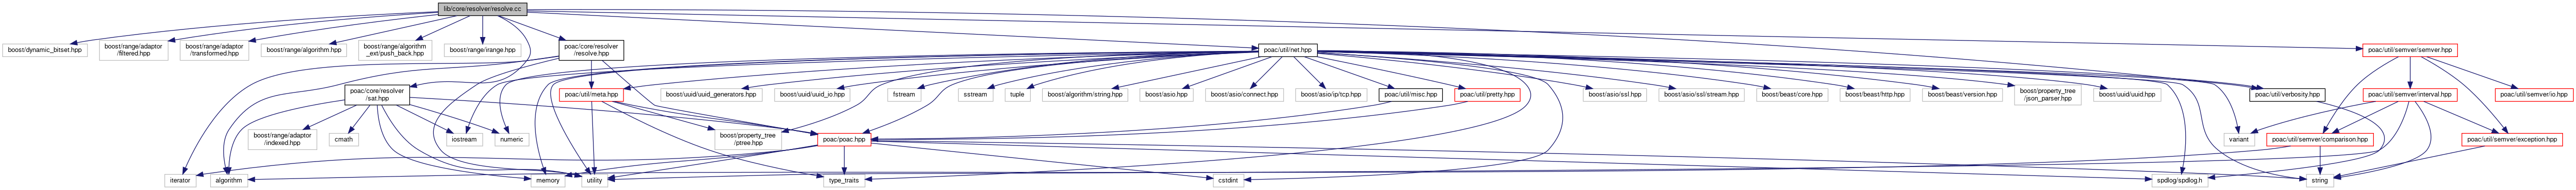 lib/core/resolver/resolve.cc
boost/dynamic_bitset.hpp
boost/range/adaptor
/filtered.hpp
boost/range/adaptor
/transformed.hpp
boost/range/algorithm.hpp
boost/range/algorithm
_ext/push_back.hpp
boost/range/irange.hpp
poac/core/resolver
/resolve.hpp
poac/util/net.hpp
poac/util/semver/semver.hpp
poac/core/resolver
/sat.hpp
poac/util/meta.hpp
boost/uuid/uuid_generators.hpp
boost/uuid/uuid_io.hpp
fstream
sstream
tuple
boost/algorithm/string.hpp
boost/asio.hpp
boost/asio/connect.hpp
boost/asio/ip/tcp.hpp
poac/util/misc.hpp
poac/util/pretty.hpp
boost/asio/ssl.hpp
boost/asio/ssl/stream.hpp
boost/beast/core.hpp
boost/beast/http.hpp
boost/beast/version.hpp
boost/property_tree
/json_parser.hpp
boost/uuid/uuid.hpp
poac/util/verbosity.hpp
poac/util/semver/interval.hpp
poac/util/semver/io.hpp
boost/range/adaptor
/indexed.hpp
cmath
iostream
numeric
boost/property_tree
/ptree.hpp
poac/poac.hpp
variant
poac/util/semver/comparison.hpp
poac/util/semver/exception.hpp
iterator
algorithm
memory
utility
type_traits
cstdint
spdlog/spdlog.h
string